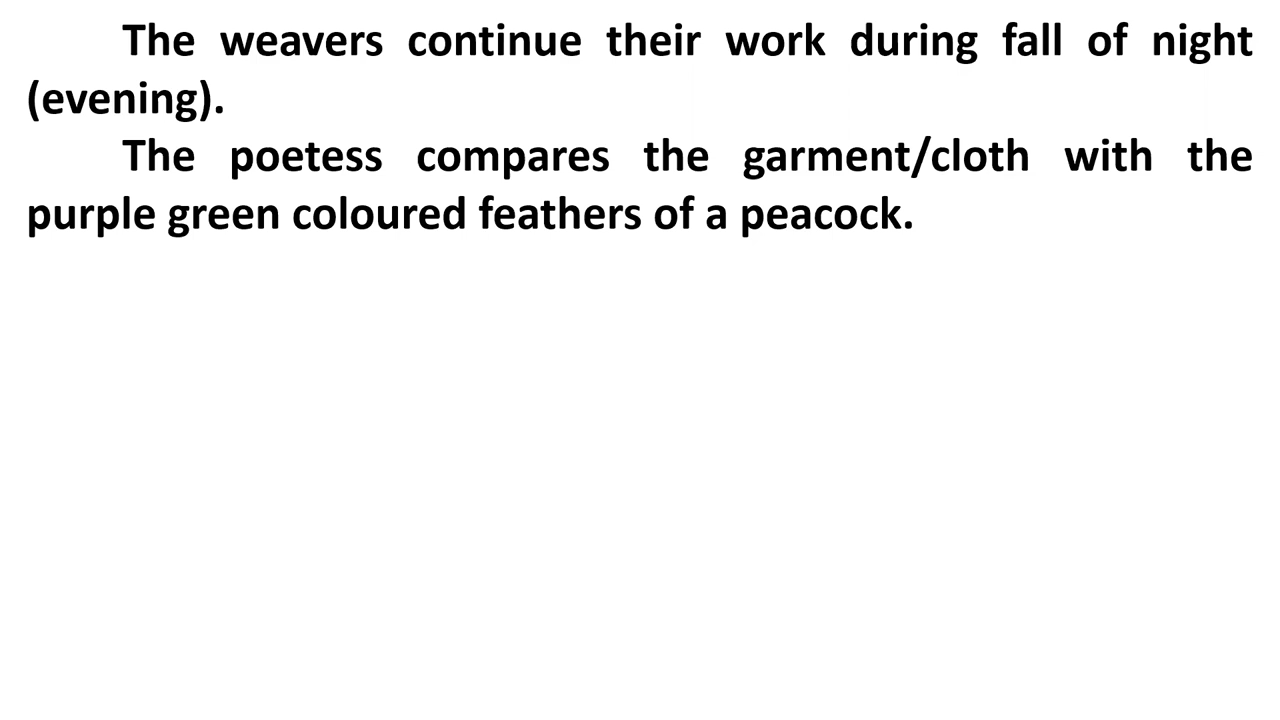 The weavers continue their work during fall of night
(evening).
The poetess compares the garment/cloth with the
purple green coloured feathers of a peacock.